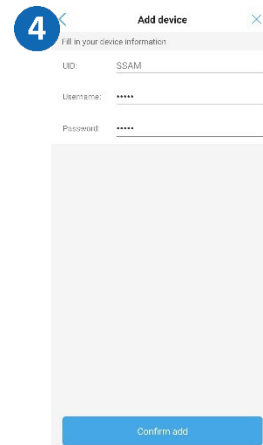 4
Add device
Fill in your device information
UID: SSAM
Username: •••••
Password: •••••
Confirm add